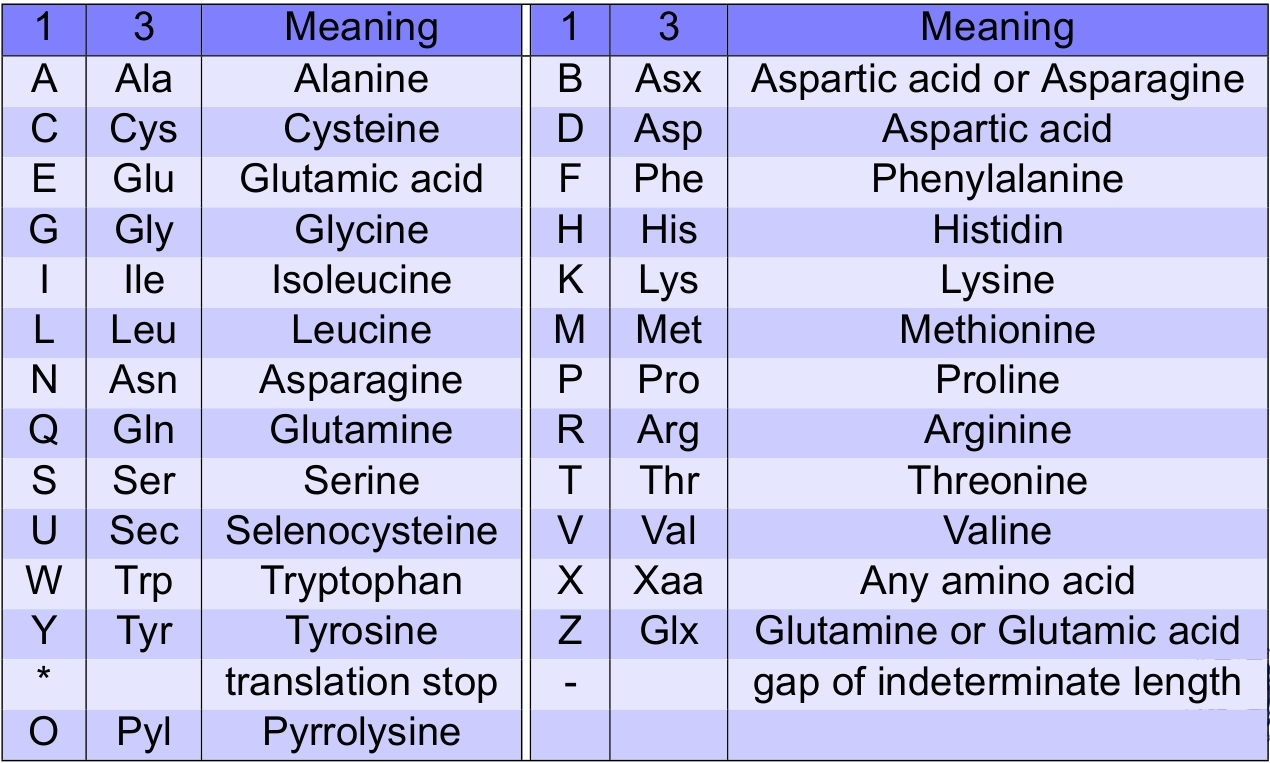 1 3 Meaning 1 3 Meaning
A Ala Alanine B Asx Aspartic acid or Asparagine
C Cys Cysteine D Asp Aspartic acid
E Glu Glutamic acid F Phe Phenylalanine
G Gly Glycine H His Histidin
I Ile Isoleucine K Lys Lysine
L Leu Leucine M Met Methionine
N Asn Asparagine P Pro Proline
Q Gln Glutamine R Arg Arginine
S Ser Serine T Thr Threonine
U Sec Selenocysteine V Val Valine
W Trp Tryptophan X Xaa Any amino acid
Y Tyr Tyrosine Z Glx Glutamine or Glutamic acid
* translation stop - gap of indeterminate length
O Pyl Pyrrolysine